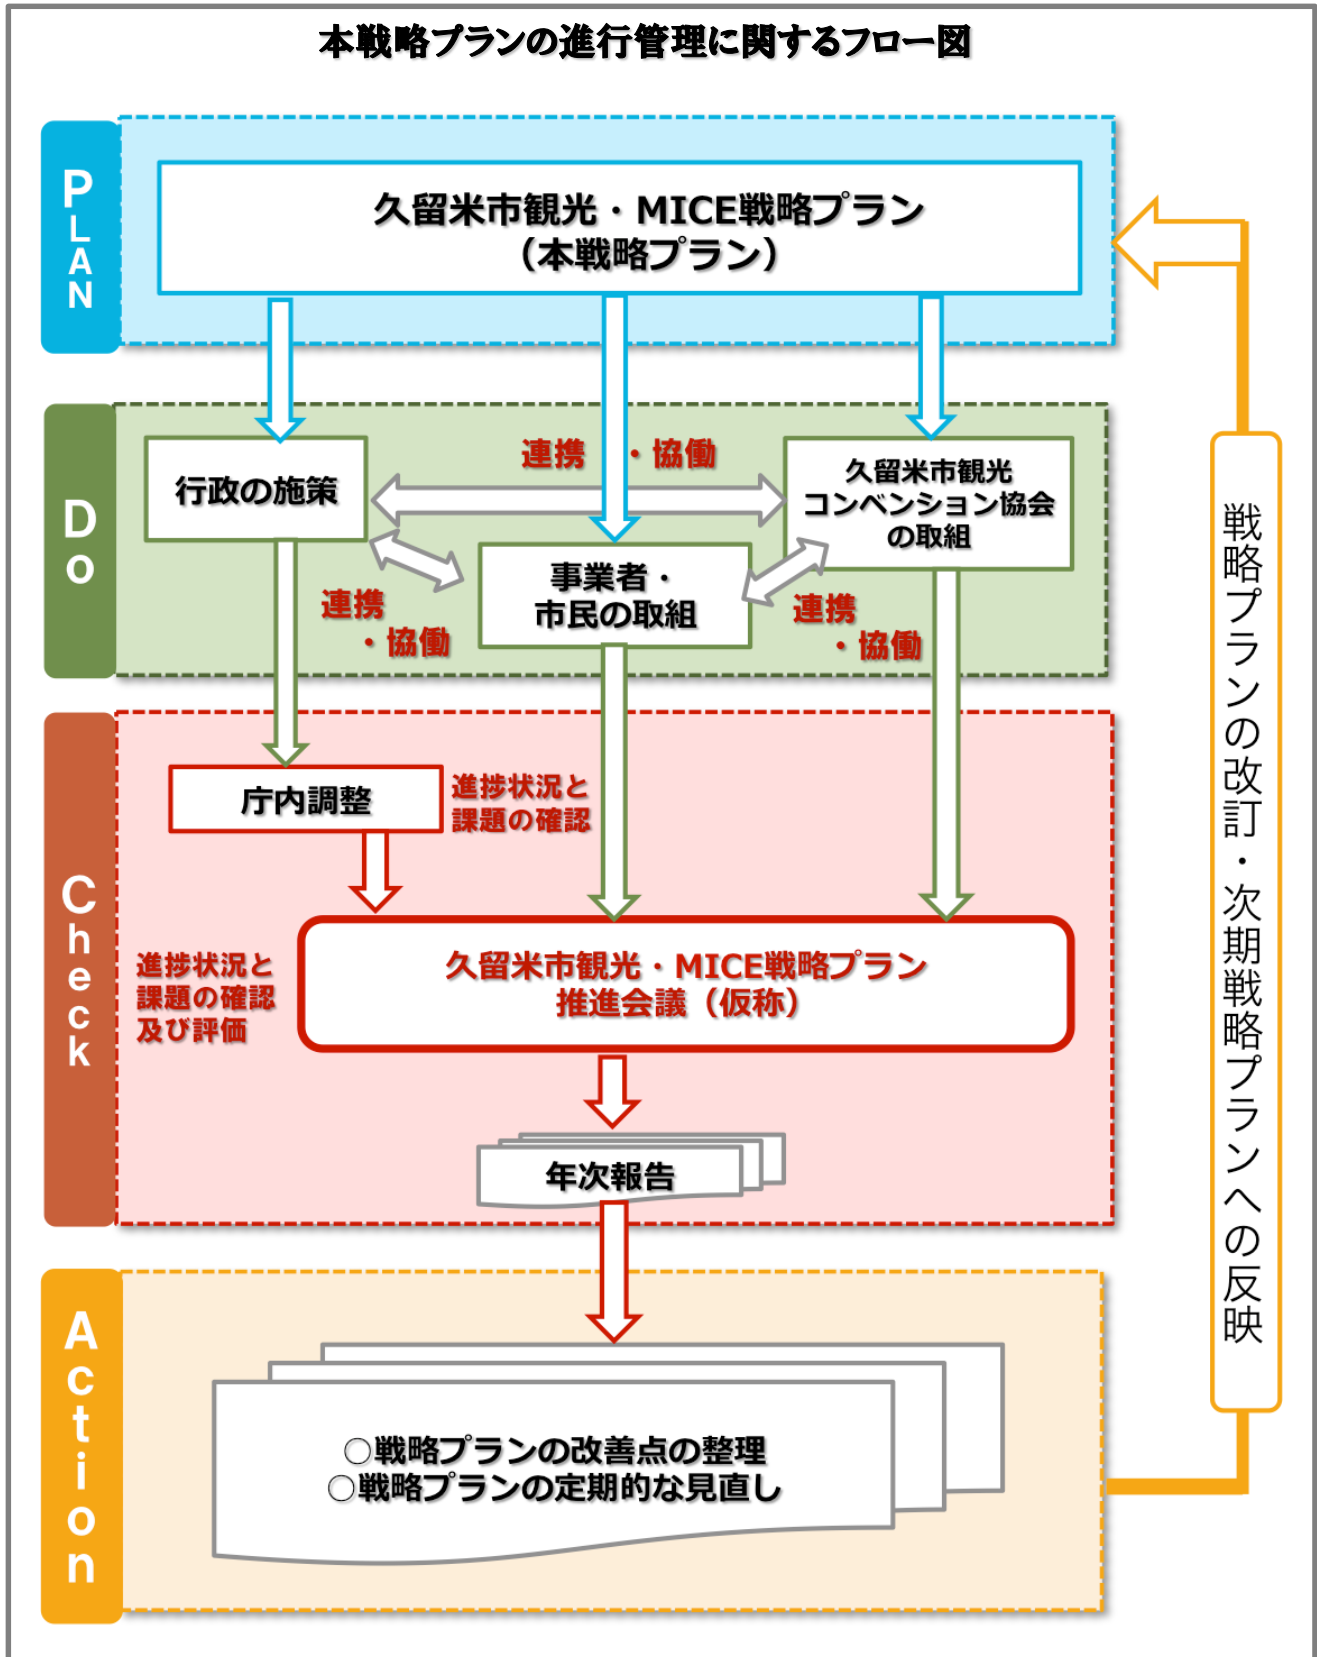 本戦略プランの進行管理に関するフロー図
PLAN
久留米市観光・MICE戦略プラン
（本戦略プラン）
Do
行政の施策
連携　・協働
久留米市観光
コンベンション協会
の取組
事業者・
市民の取組
連携
・協働
連携
・協働
Check
庁内調整
進捗状況と
課題の確認
進捗状況と
課題の確認
及び評価
久留米市観光・MICE戦略プラン
推進会議（仮称）
年次報告
Action
○戦略プランの改善点の整理
○戦略プランの定期的な見直し
戦略プランの改訂・次期戦略プランへの反映